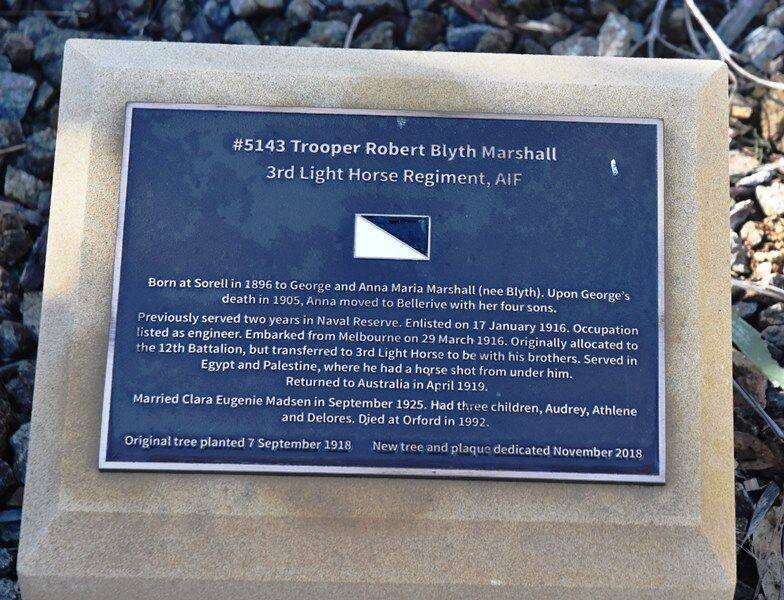 #5143 Trooper Robert Blyth Marshall
3rd Light Horse Regiment, AIF
Born at Sorell in 1896 to George and Anna Maria Marshall (nee Blyth). Upon George's
death in 1905, Anna moved to Bellerive with her four sons.
Previously served two years in Naval Reserve. Enlisted on 17 January 1916. Occupation
listed as engineer. Embarked from Melbourne on 29 March 1916. Originally allocated to
the 12th Battalion, but transferred to 3rd Light Horse to be with his brothers. Served in
Egypt and Palestine, where he had a horse shot from under him.
Returned to Australia in April 1919.
Married Clara Eugenie Madsen in September 1925. Had three children, Audrey, Athlene
and Delores. Died at Orford in 1992.
Original tree planted 7 September 1918 New tree and plaque dedicated November 2018